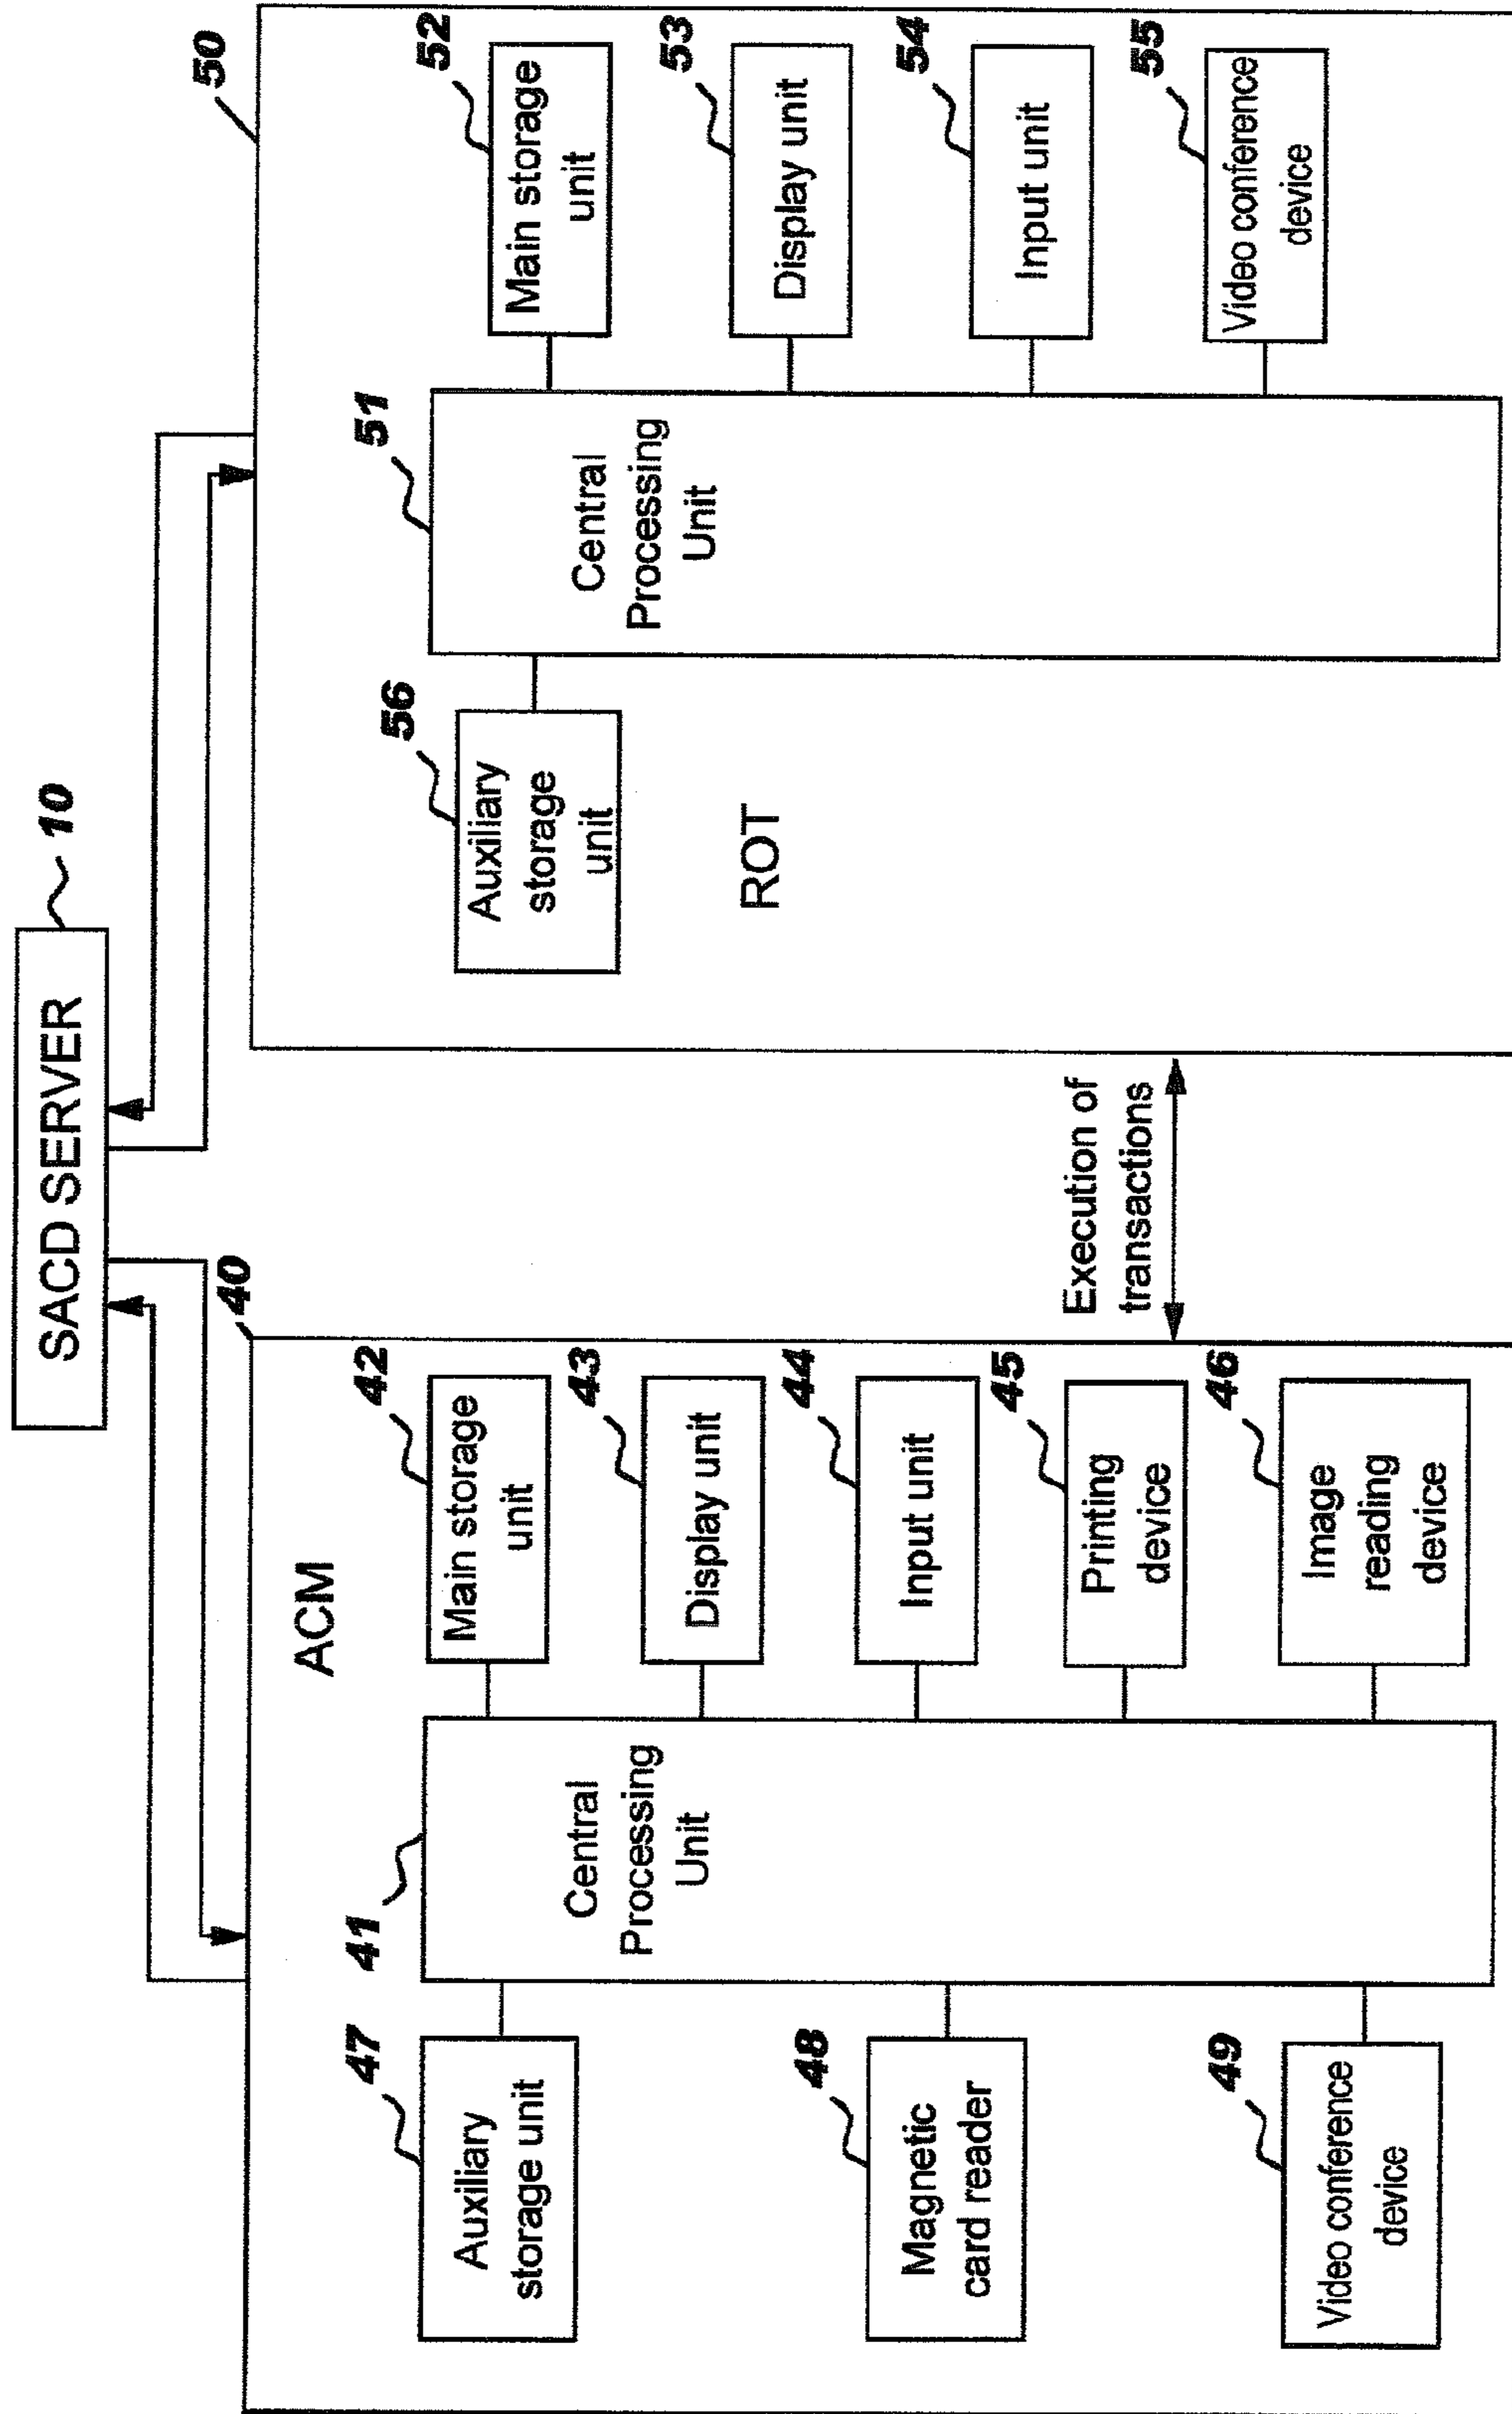 SACD SERVER
10
40
ACM
41
Central
Processing
Unit
42
Main storage
unit
43
Display unit
44
Input unit
45
Printing
device
46
Image
reading
device
47
Auxiliary
storage unit
48
Magnetic
card reader
49
Video conference
device
Execution of
transactions
50
ROT
51
Central
Processing
Unit
52
Main storage
unit
53
Display unit
54
Input unit
55
Video conference
device
56
Auxiliary
storage
unit